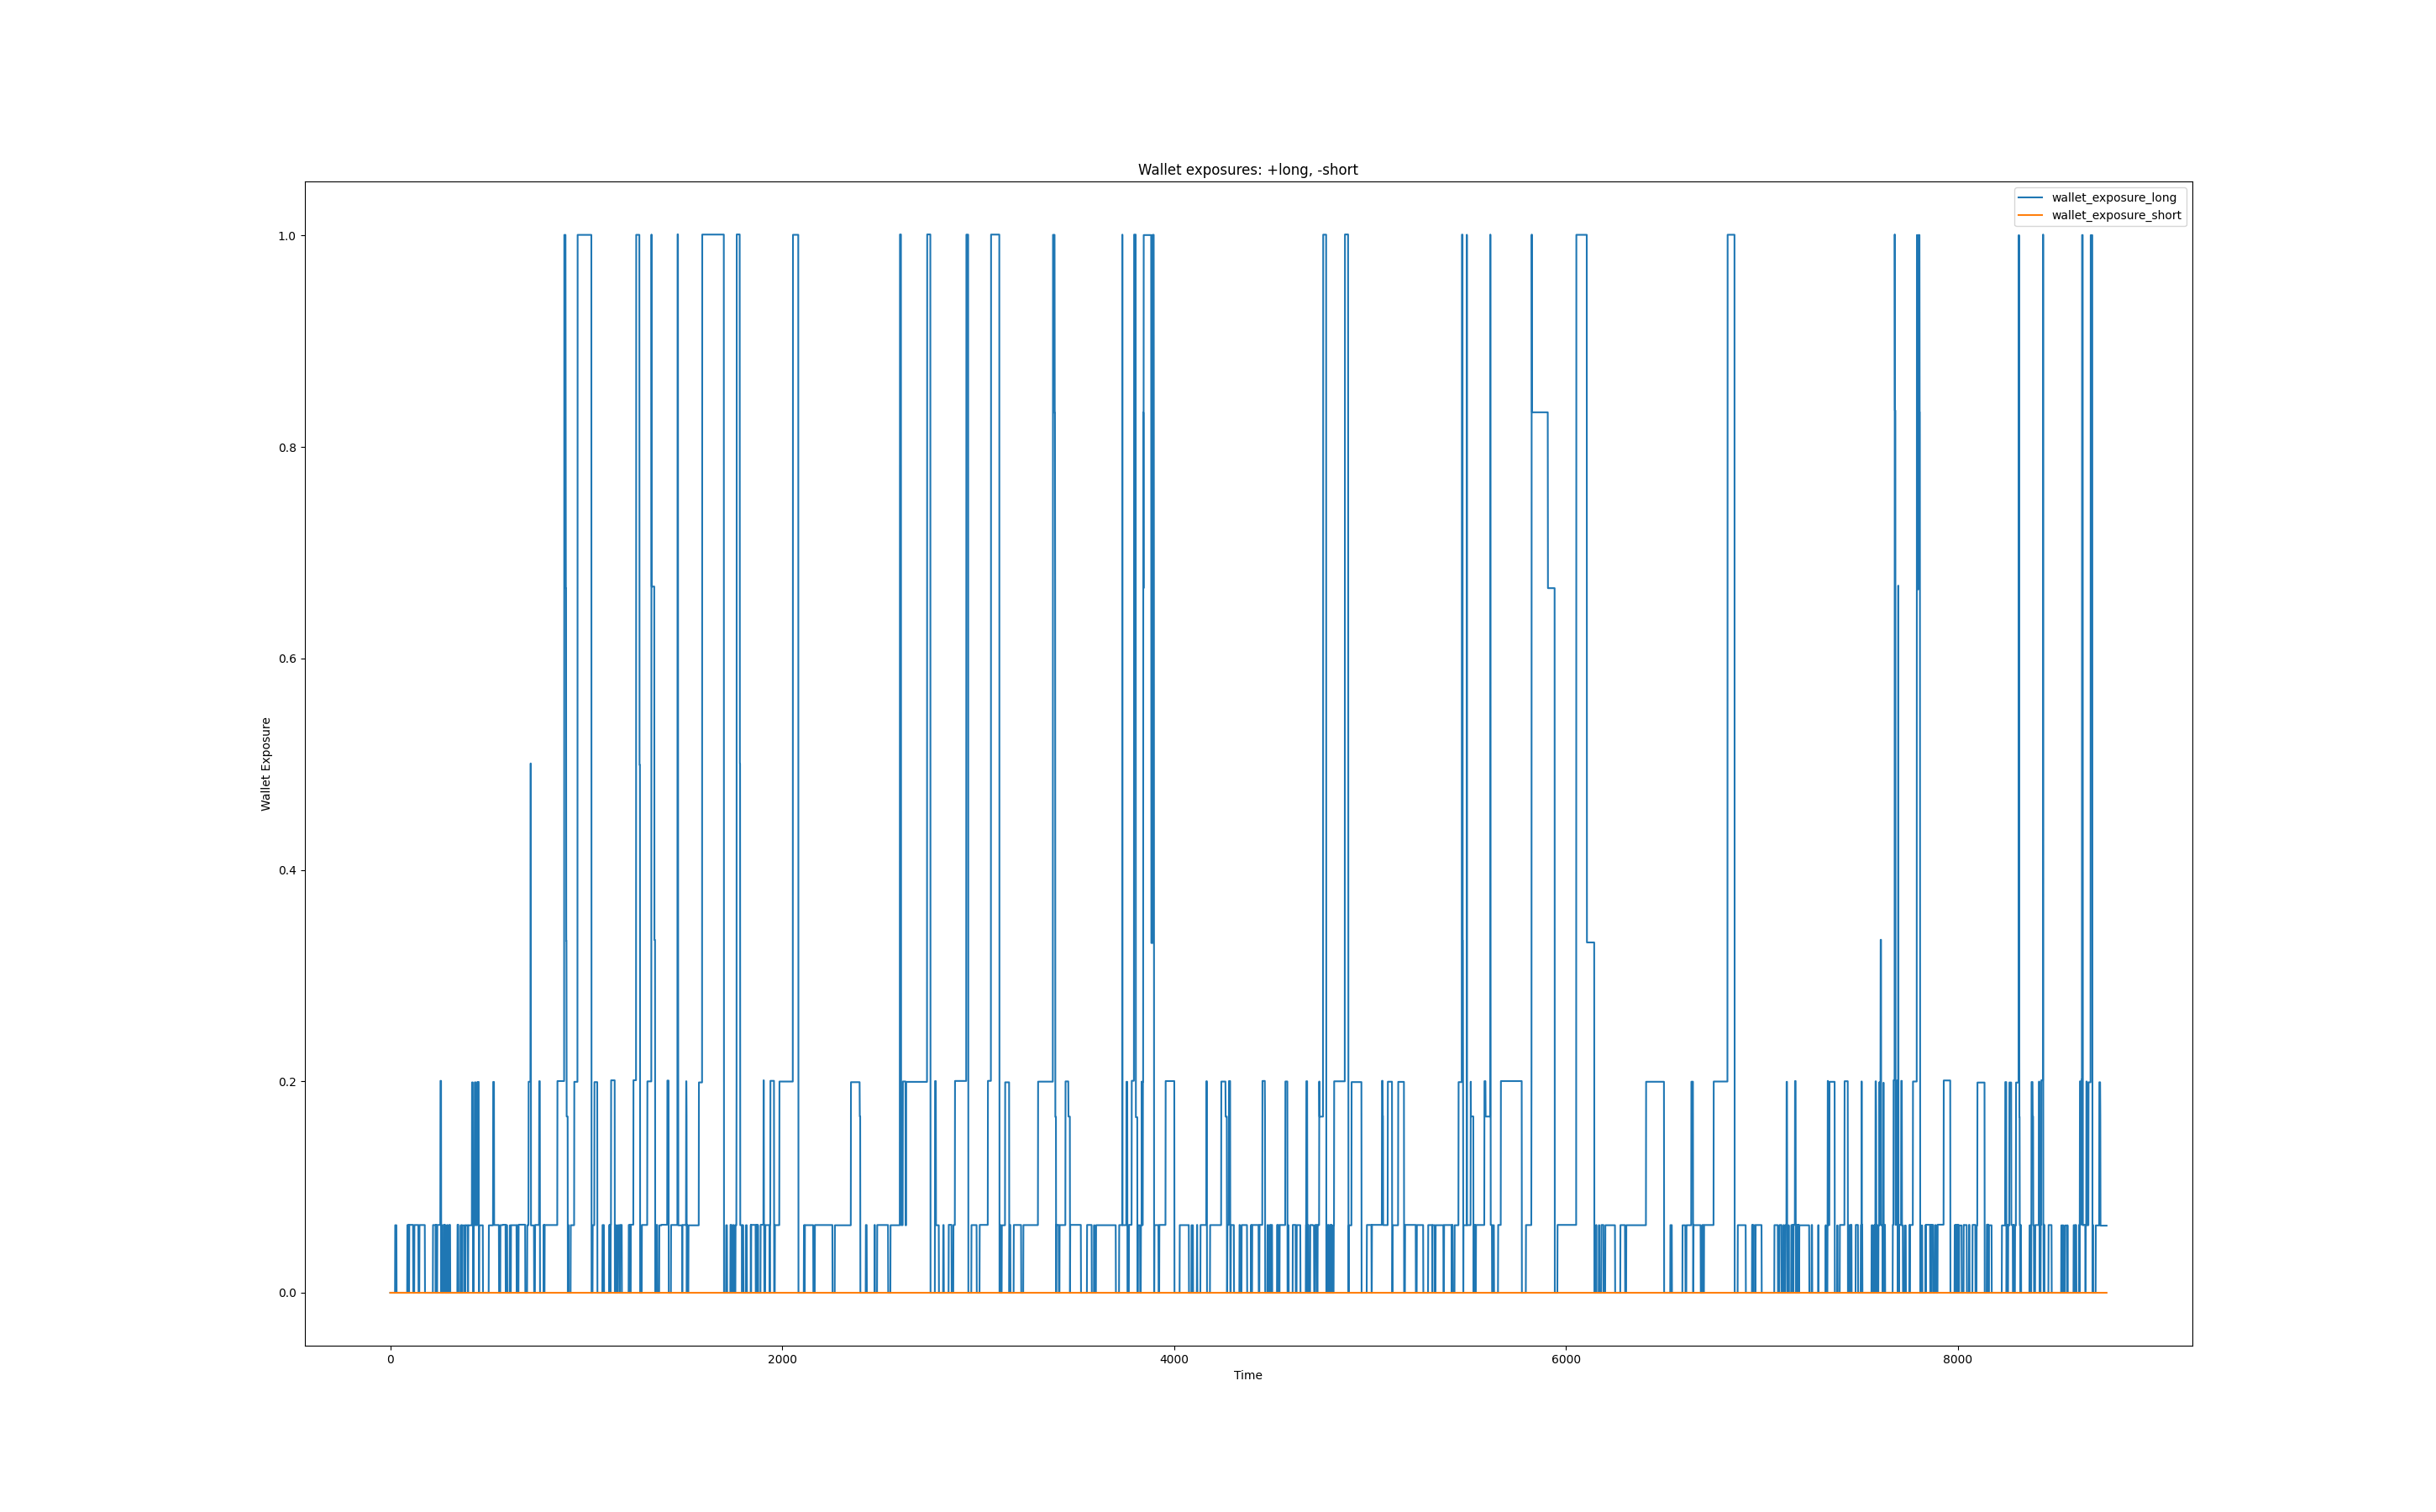 Wallet exposures: +long, -short
wallet_exposure_long
wallet_exposure_short
1.0
0.8
0.6
0.4
0.2
0.0
Wallet Exposure
0 2000 4000 6000 8000
Time